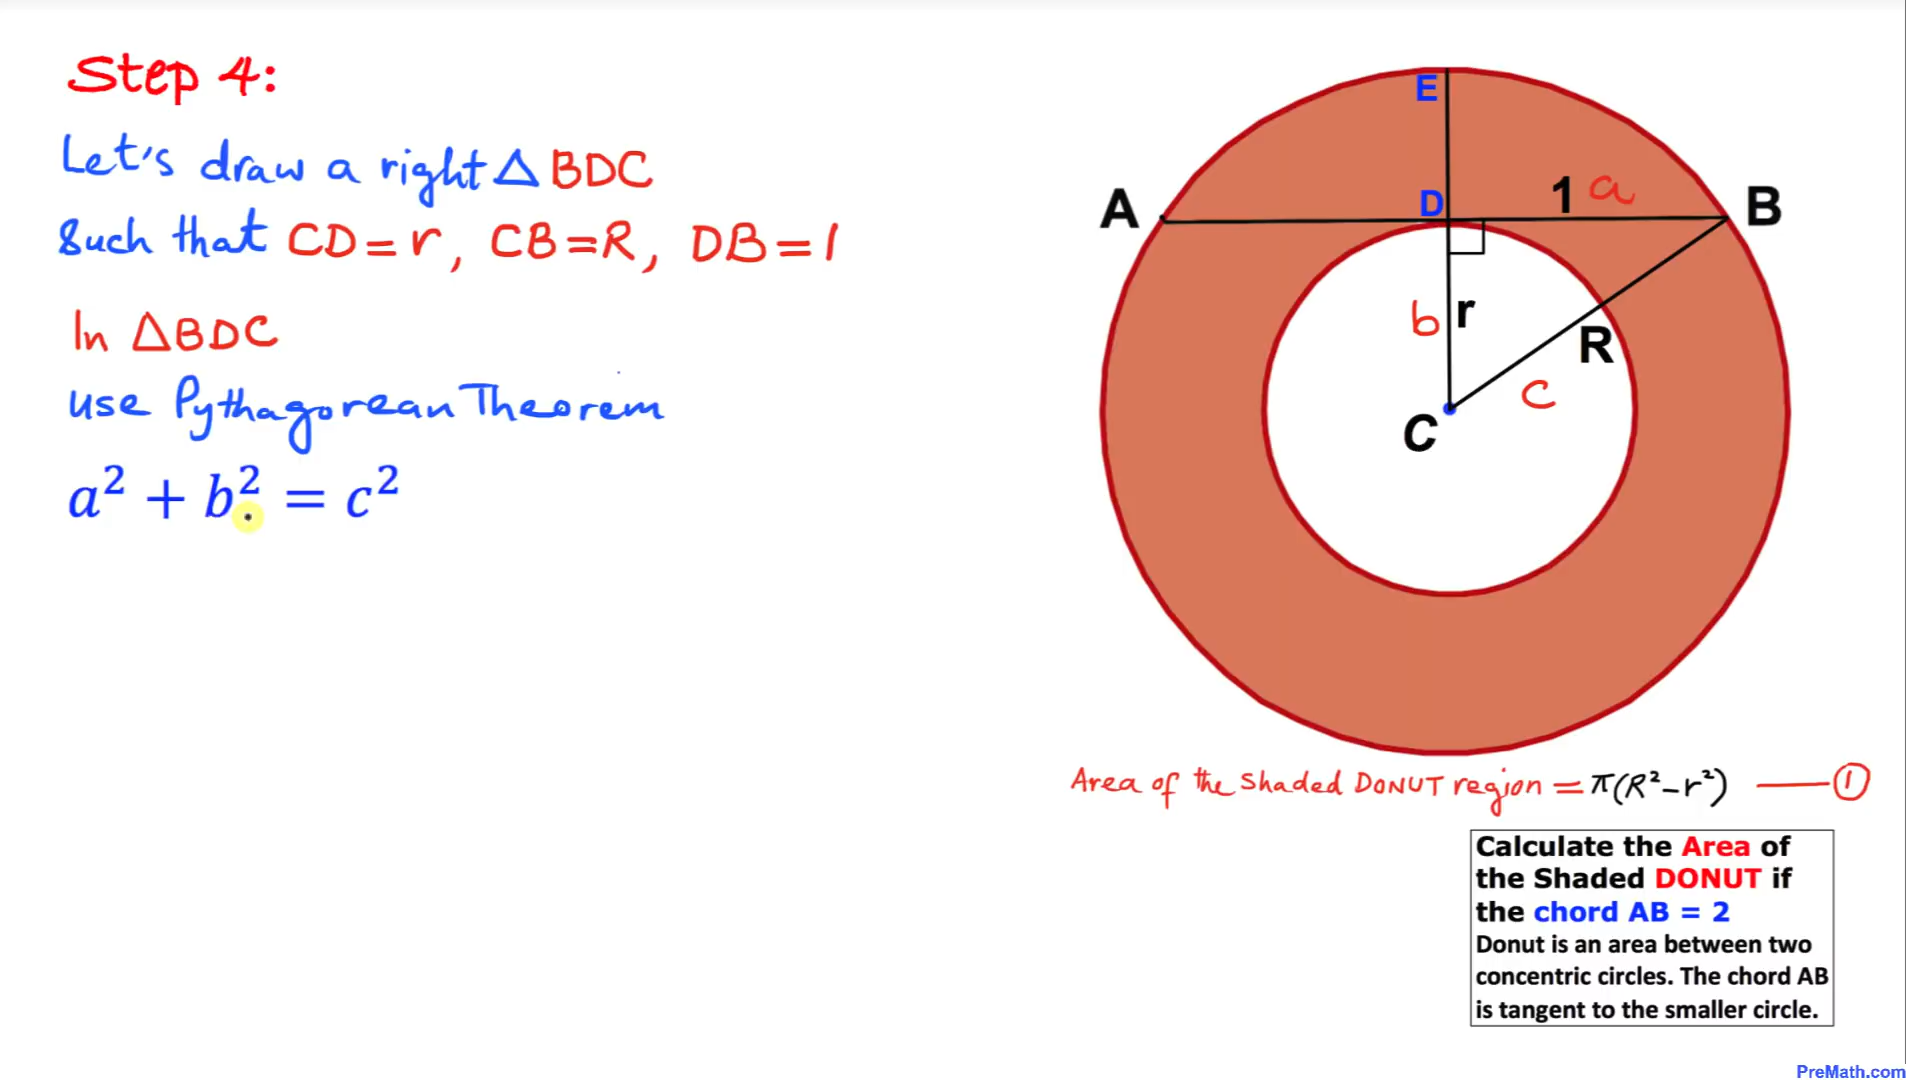 Step 4:
Let's draw a right △ BDC
Such that CD = r, CB = R, DB = 1
In △BDC
use Pythagorean Theorem
a² + b² = c²
E
A
D
1 a
B
b r
R
c
C
Area of the Shaded DONUT region = π(R² – r²) —— ①
Calculate the Area of
the Shaded DONUT if
the chord AB = 2
Donut is an area between two
concentric circles. The chord AB
is tangent to the smaller circle.
PreMath.com